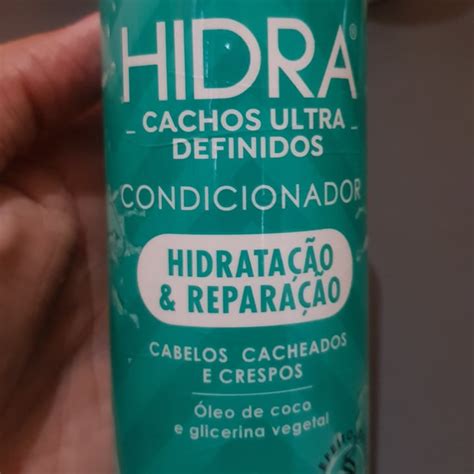 HIDRA®
CACHOS ULTRA
DEFINIDOS
CONDICIONADOR
HIDRATAÇÃO
& REPARAÇÃO
CABELOS CACHEADOS
E CRESPOS
Óleo de coco
e glicerina vegetal